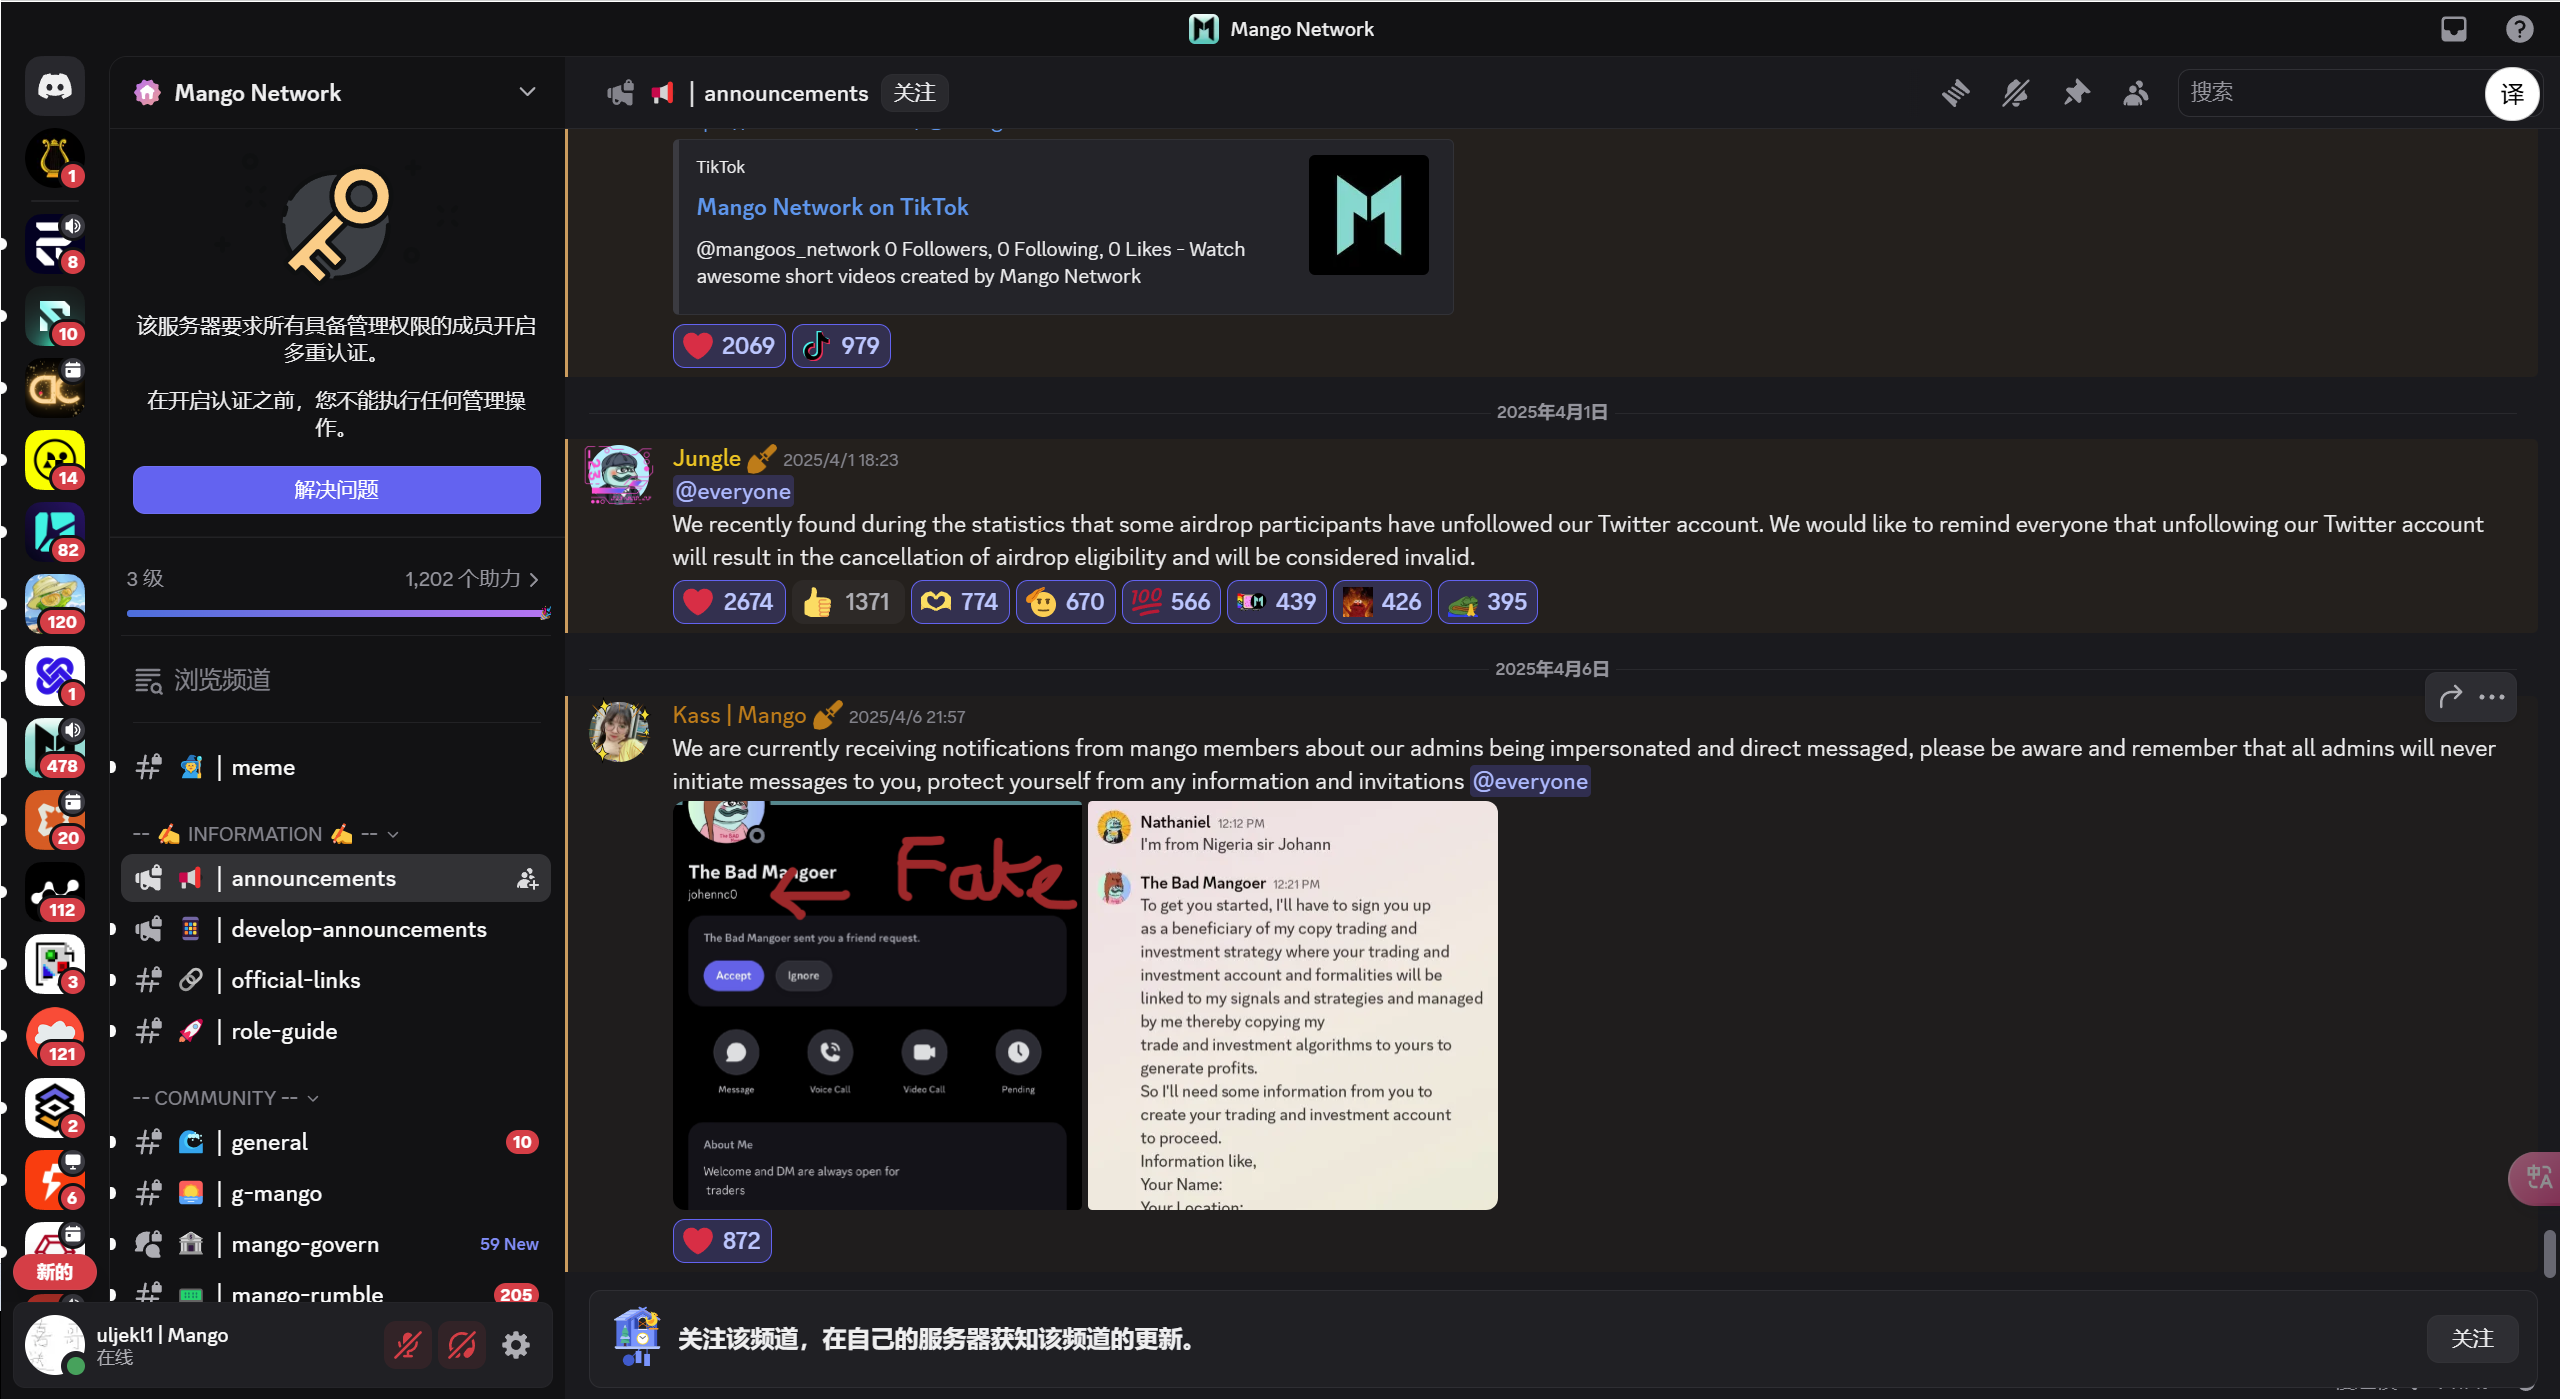 Mango Network
Mango Network
announcements
关注
搜索
译
1
8
10
14
82
120
1
478
20
112
3
121
2
6
新的
该服务器要求所有具备管理权限的成员开启
多重认证。
在开启认证之前，您不能执行任何管理操
作。
解决问题
3 级
1,202 个助力
浏览频道
| meme
-- INFORMATION --
| announcements
| develop-announcements
| official-links
| role-guide
-- COMMUNITY --
| general
10
| g-mango
| mango-govern
59 New
| mango-rumble
205
uljekl1 | Mango
在线
TikTok
Mango Network on TikTok
@mangoos_network 0 Followers, 0 Following, 0 Likes - Watch
awesome short videos created by Mango Network
2069
979
2025年4月1日
Jungle 2025/4/1 18:23
@everyone
We recently found during the statistics that some airdrop participants have unfollowed our Twitter account. We would like to remind everyone that unfollowing our Twitter account
will result in the cancellation of airdrop eligibility and will be considered invalid.
2674 1371 774 670 100 566 439 426 395
2025年4月6日
Kass | Mango 2025/4/6 21:57
We are currently receiving notifications from mango members about our admins being impersonated and direct messaged, please be aware and remember that all admins will never
initiate messages to you, protect yourself from any information and invitations @everyone
The Bad Mangoer
johennc0
Fake
The Bad Mangoer sent you a friend request.
Accept
Ignore
Message
Voice Call
Video Call
Pending
About Me
Welcome and DM are always open for
traders
Nathaniel 12:12 PM
I'm from Nigeria sir Johann
The Bad Mangoer 12:21 PM
To get you started, I'll have to sign you up
as a beneficiary of my copy trading and
investment strategy where your trading and
investment account and formalities will be
linked to my signals and strategies and managed
by me thereby copying my
trade and investment algorithms to yours to
generate profits.
So I'll need some information from you to
create your trading and investment account
to proceed.
Information like,
Your Name:
Your Location:
872
关注该频道，在自己的服务器获知该频道的更新。
关注